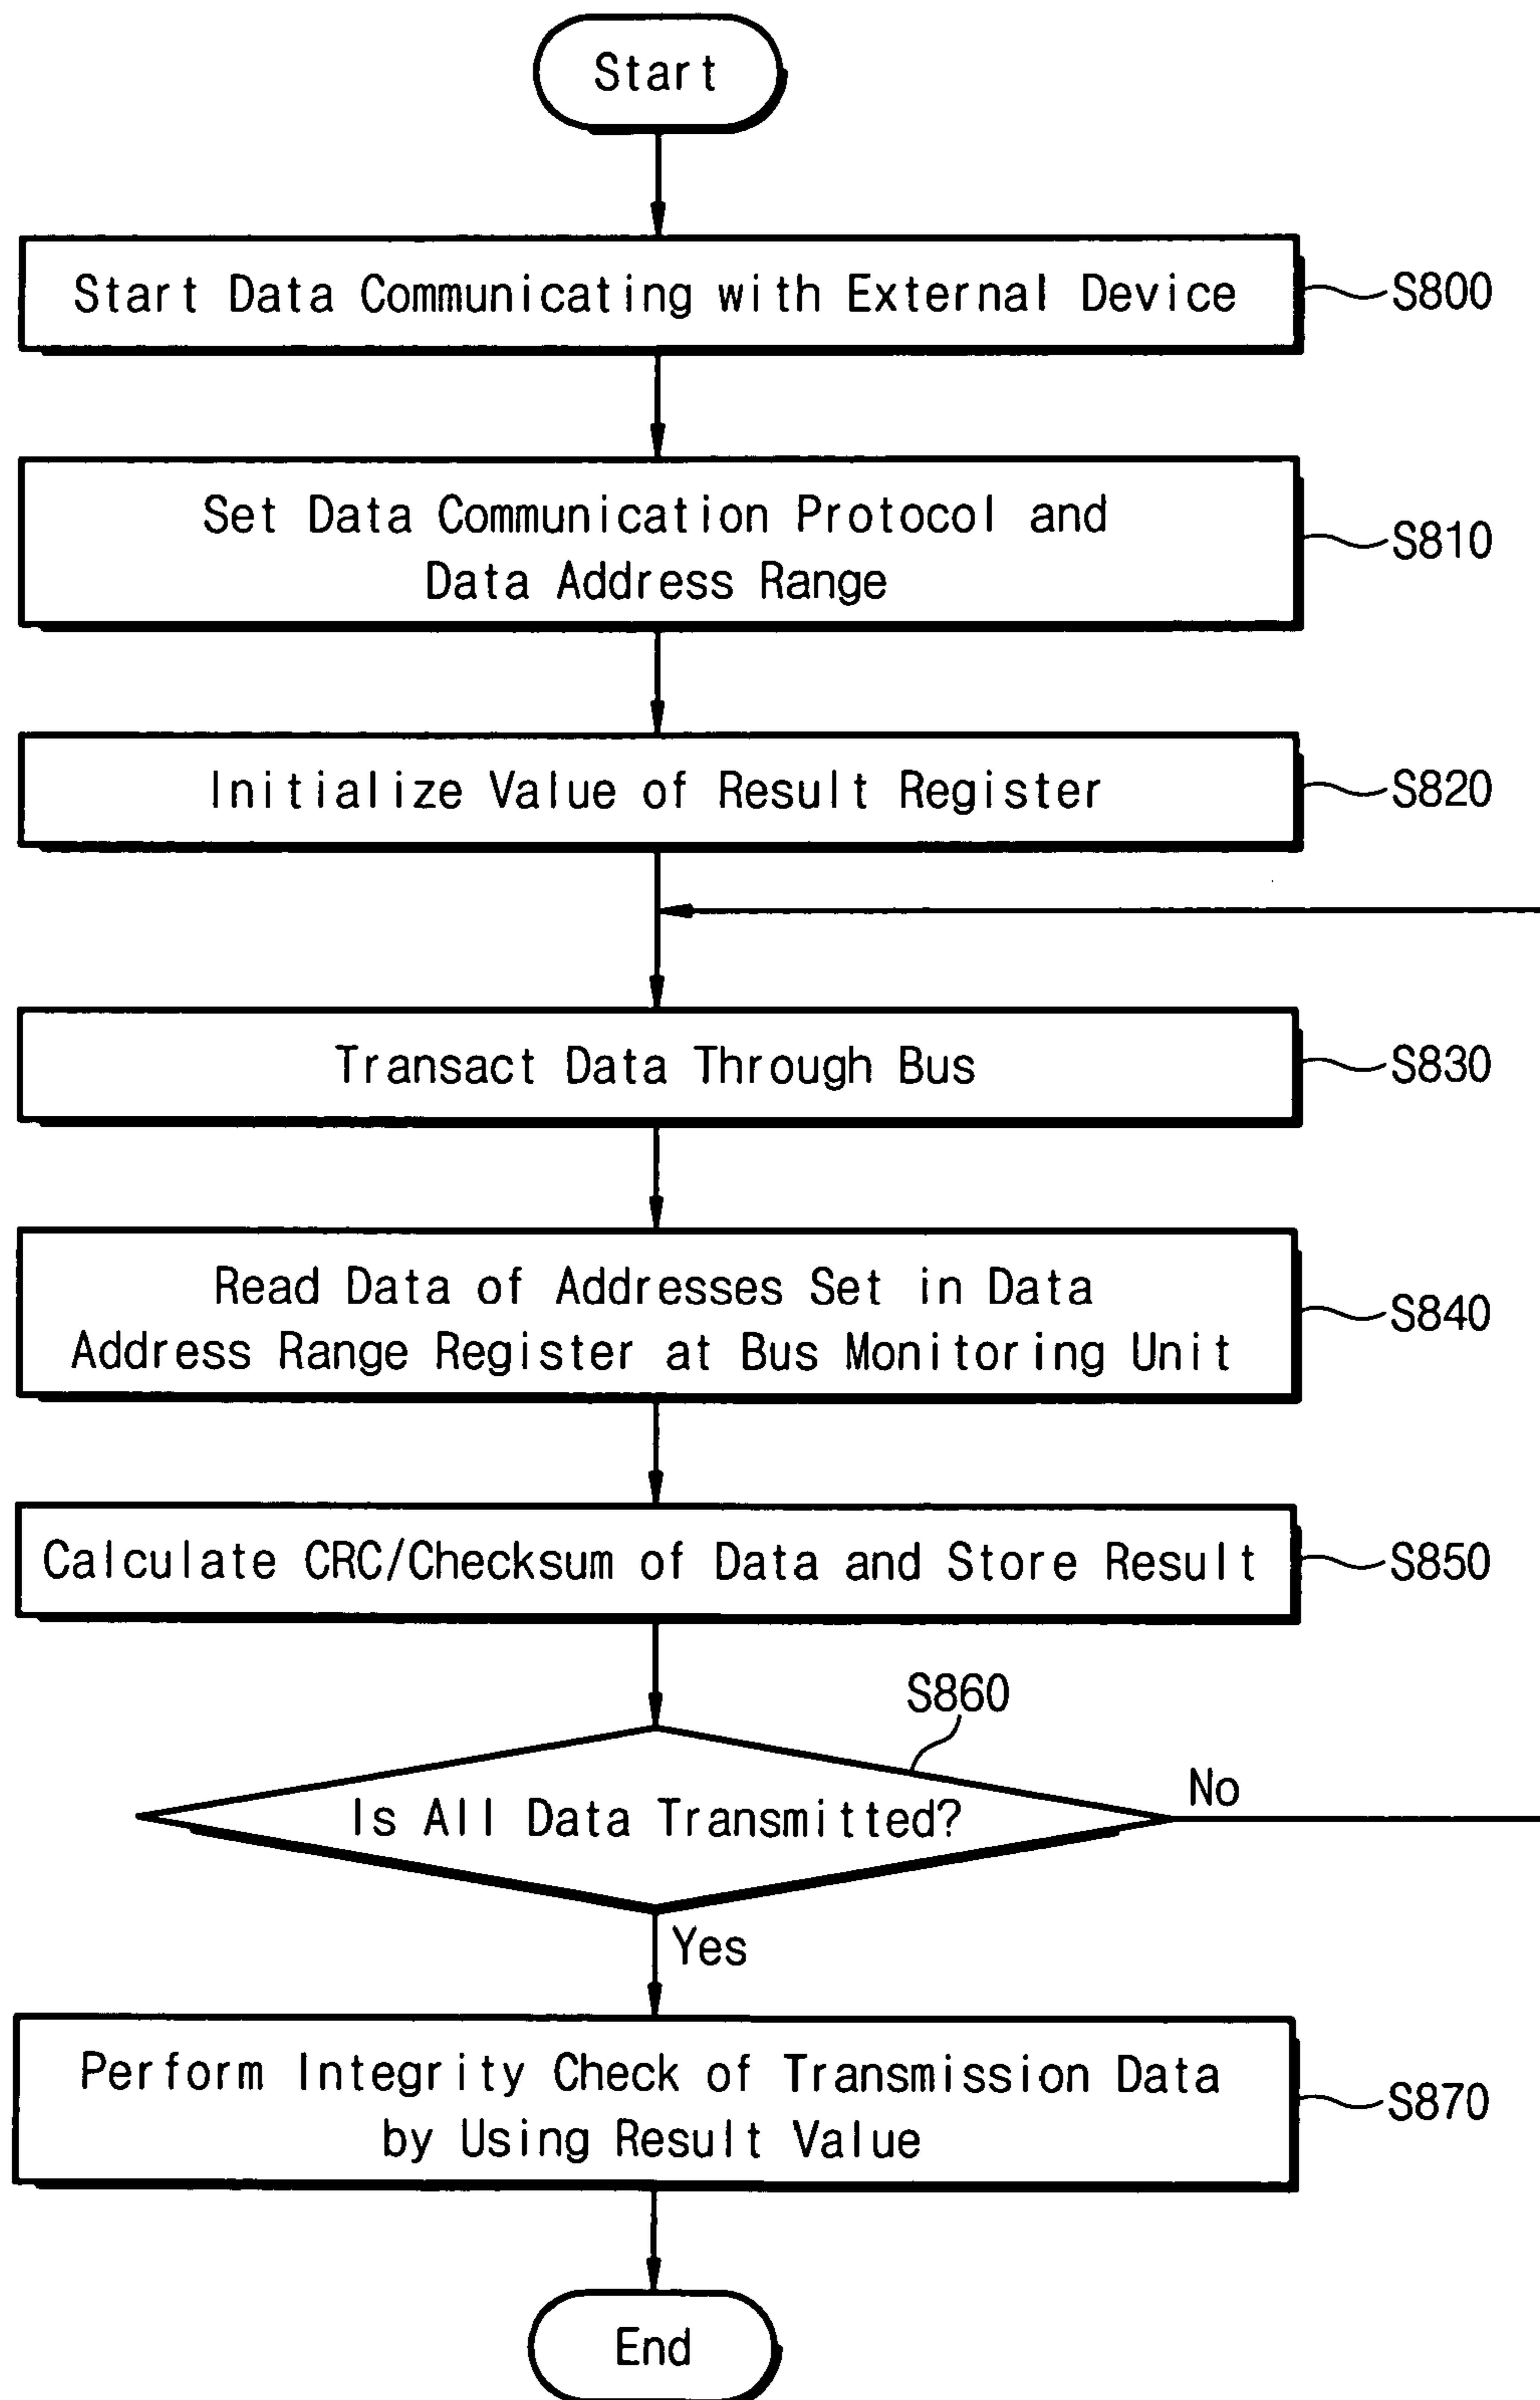 Start
Start Data Communicating with External Device
S800
Set Data Communication Protocol and
Data Address Range
S810
Initialize Value of Result Register
S820
Transact Data Through Bus
S830
Read Data of Addresses Set in Data
Address Range Register at Bus Monitoring Unit
S840
Calculate CRC/Checksum of Data and Store Result
S850
S860
Is All Data Transmitted?
No
Yes
Perform Integrity Check of Transmission Data
by Using Result Value
S870
End